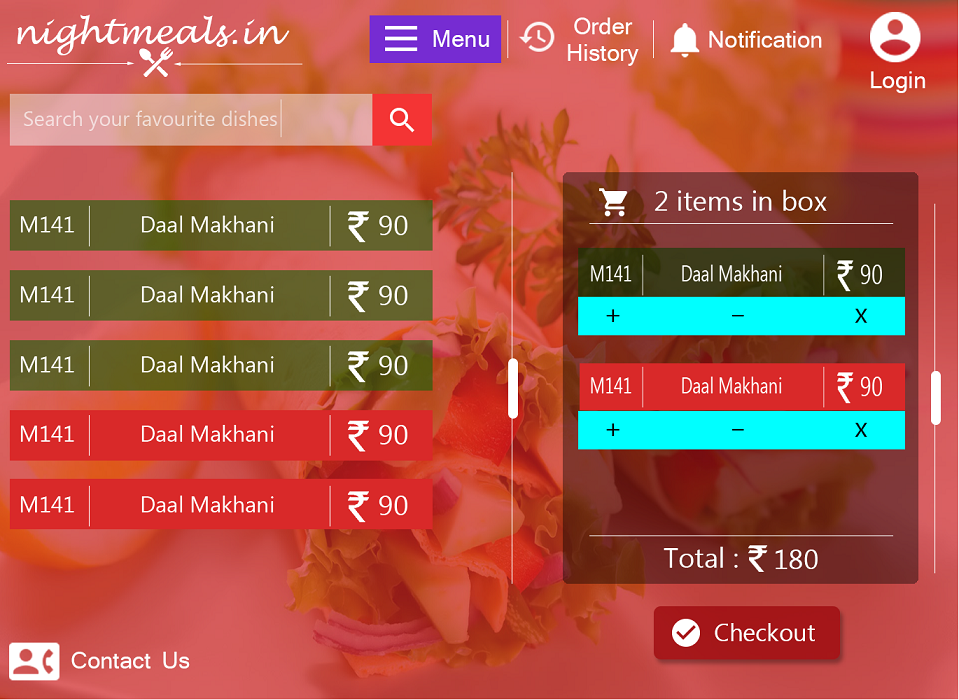 nightmeals.in
Menu
Order
History
Notification
Login
Search your favourite dishes
M141 Daal Makhani ₹ 90
M141 Daal Makhani ₹ 90
M141 Daal Makhani ₹ 90
M141 Daal Makhani ₹ 90
M141 Daal Makhani ₹ 90
2 items in box
M141 Daal Makhani ₹ 90
+ − X
M141 Daal Makhani ₹ 90
+ − X
Total : ₹ 180
Checkout
Contact Us